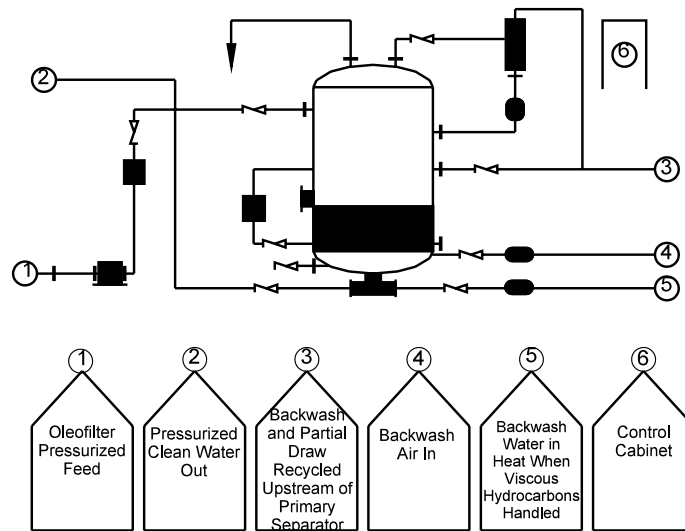 6
2
3
1
4
5
1
2
3
4
5
6
Oleofilter
Pressurized
Feed
Pressurized
Clean Water
Out
Backwash
and Partial
Draw
Recycled
Upstream of
Primary
Separator
Backwash
Air In
Backwash
Water in
Heat When
Viscous
Hydrocarbons
Handled
Control
Cabinet